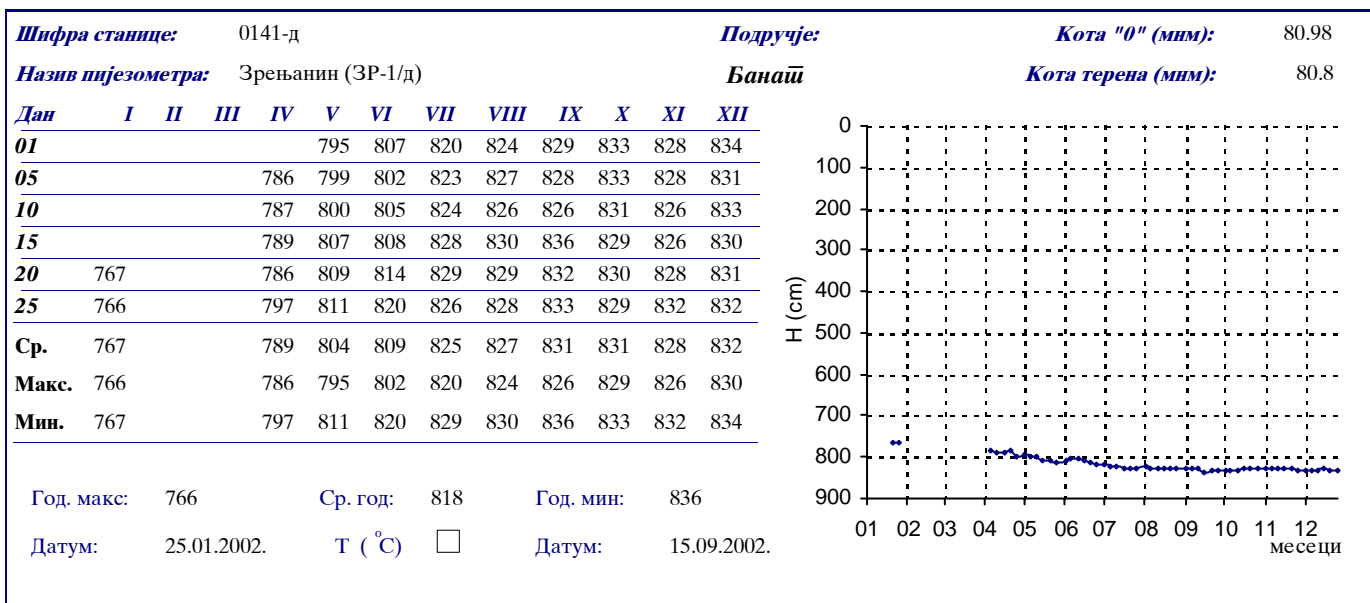 Шифра станице: 0141-д Подручје: Кота "0" (мнм): 80.98
Назив пијезометра: Зрењанин (ЗР-1/д) Банат Кота терена (мнм): 80.8
Дан I II III IV V VI VII VIII IX X XI XII
01 795 807 820 824 829 833 828 834
05 786 799 802 823 827 828 833 828 831
10 787 800 805 824 826 826 831 826 833
15 789 807 808 828 830 836 829 826 830
20 767 786 809 814 829 829 832 830 828 831
25 766 797 811 820 826 828 833 829 832 832
Ср. 767 789 804 809 825 827 831 831 828 832
Макс. 766 786 795 802 820 824 826 829 826 830
Мин. 767 797 811 820 829 830 836 833 832 834
Год. макс: 766 Ср. год: 818 Год. мин: 836
Датум: 25.01.2002. Т (°C) Датум: 15.09.2002.
H (cm)
0
100
200
300
400
500
600
700
800
900
01 02 03 04 05 06 07 08 09 10 11 12
месеци